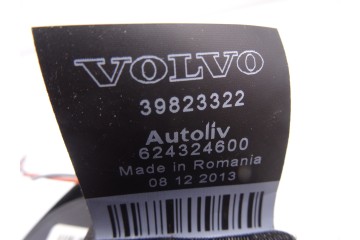 VOLVO
39823322
Autoliv
624324600
Made in Romania
08 12 2013